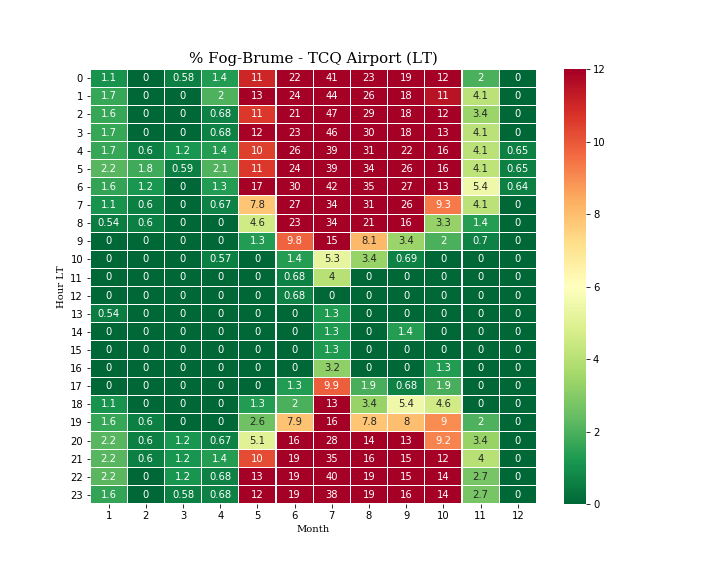 % Fog-Brume - TCQ Airport (LT)
0 1.1 0 0.58 1.4 11 22 41 23 19 12 2 0
1 1.7 0 0 2 13 24 44 26 18 11 4.1 0
2 1.6 0 0 0.68 11 21 47 29 18 12 3.4 0
3 1.7 0 0 0.68 12 23 46 30 18 13 4.1 0
4 1.7 0.6 1.2 1.4 10 26 39 31 22 16 4.1 0.65
5 2.2 1.8 0.59 2.1 11 24 39 34 26 16 4.1 0.65
6 1.6 1.2 0 1.3 17 30 42 35 27 13 5.4 0.64
7 1.1 0.6 0 0.67 7.8 27 34 31 26 9.3 4.1 0
8 0.54 0.6 0 0 4.6 23 34 21 16 3.3 1.4 0
9 0 0 0 0 1.3 9.8 15 8.1 3.4 2 0.7 0
10 0 0 0 0.57 0 1.4 5.3 3.4 0.69 0 0 0
11 0 0 0 0 0 0.68 4 0 0 0 0 0
12 0 0 0 0 0 0.68 0 0 0 0 0 0
13 0.54 0 0 0 0 0 1.3 0 0 0 0 0
14 0 0 0 0 0 0 1.3 0 1.4 0 0 0
15 0 0 0 0 0 0 1.3 0 0 0 0 0
16 0 0 0 0 0 0 3.2 0 0 1.3 0 0
17 0 0 0 0 0 1.3 9.9 1.9 0.68 1.9 0 0
18 1.1 0 0 0 1.3 2 13 3.4 5.4 4.6 0 0
19 1.6 0.6 0 0 2.6 7.9 16 7.8 8 9 2 0
20 2.2 0.6 1.2 0.67 5.1 16 28 14 13 9.2 3.4 0
21 2.2 0.6 1.2 1.4 10 19 35 16 15 12 4 0
22 2.2 0 1.2 0.68 13 19 40 19 15 14 2.7 0
23 1.6 0 0.58 0.68 12 19 38 19 16 14 2.7 0
1 2 3 4 5 6 7 8 9 10 11 12
Month
Hour LT
12
10
8
6
4
2
0